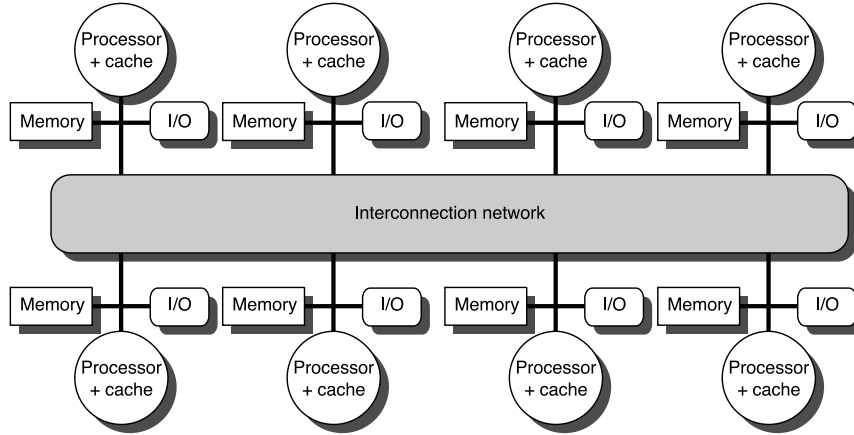 Processor
+ cache
Processor
+ cache
Processor
+ cache
Processor
+ cache
Memory
I/O
Memory
I/O
Memory
I/O
Memory
I/O
Interconnection network
Memory
I/O
Memory
I/O
Memory
I/O
Memory
I/O
Processor
+ cache
Processor
+ cache
Processor
+ cache
Processor
+ cache